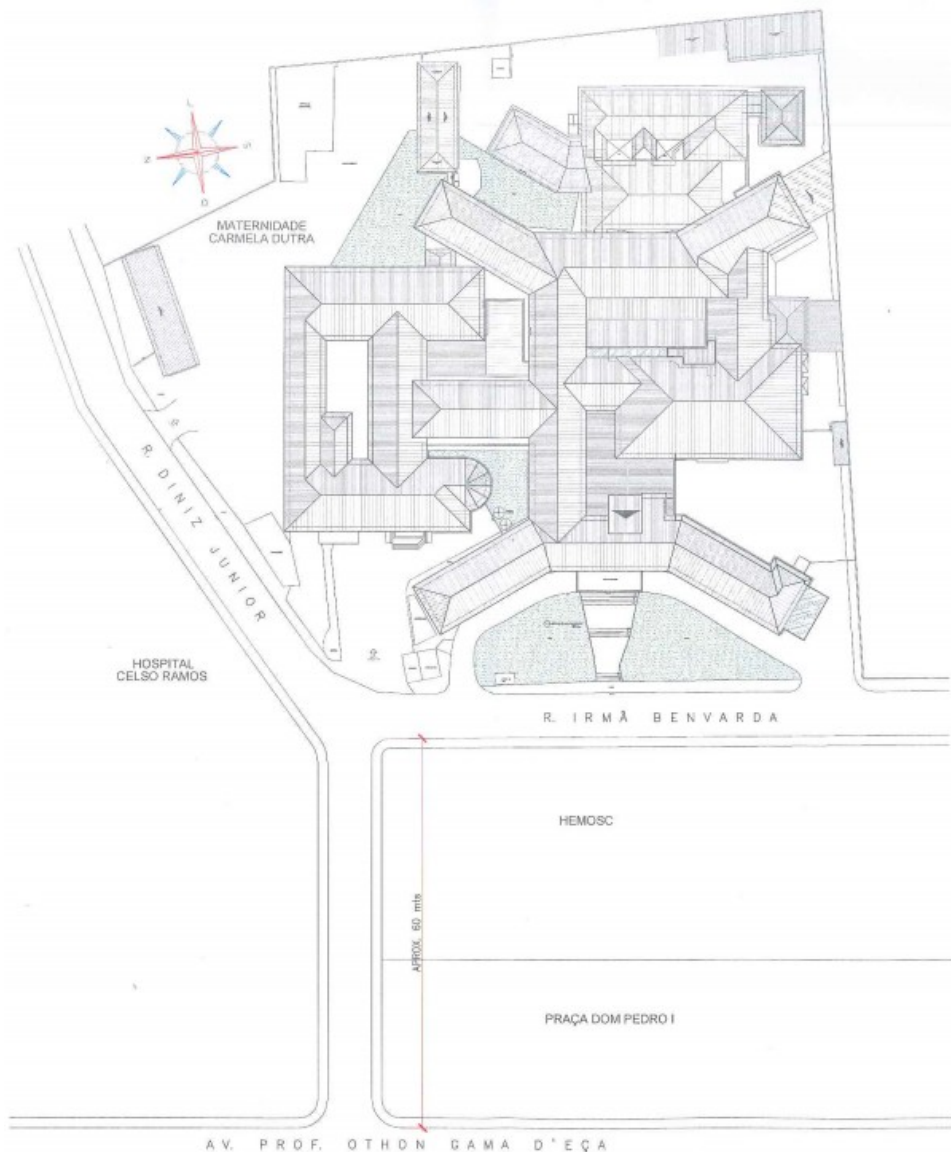 L
N
S
O
MATERNIDADE
CARMELA DUTRA
R. DINIZ JUNIOR
HOSPITAL
CELSO RAMOS
R. IRMÃ BENVARDA
HEMOSC
APROX. 60 mts
PRAÇA DOM PEDRO I
AV. PROF. OTHON GAMA D'EÇA